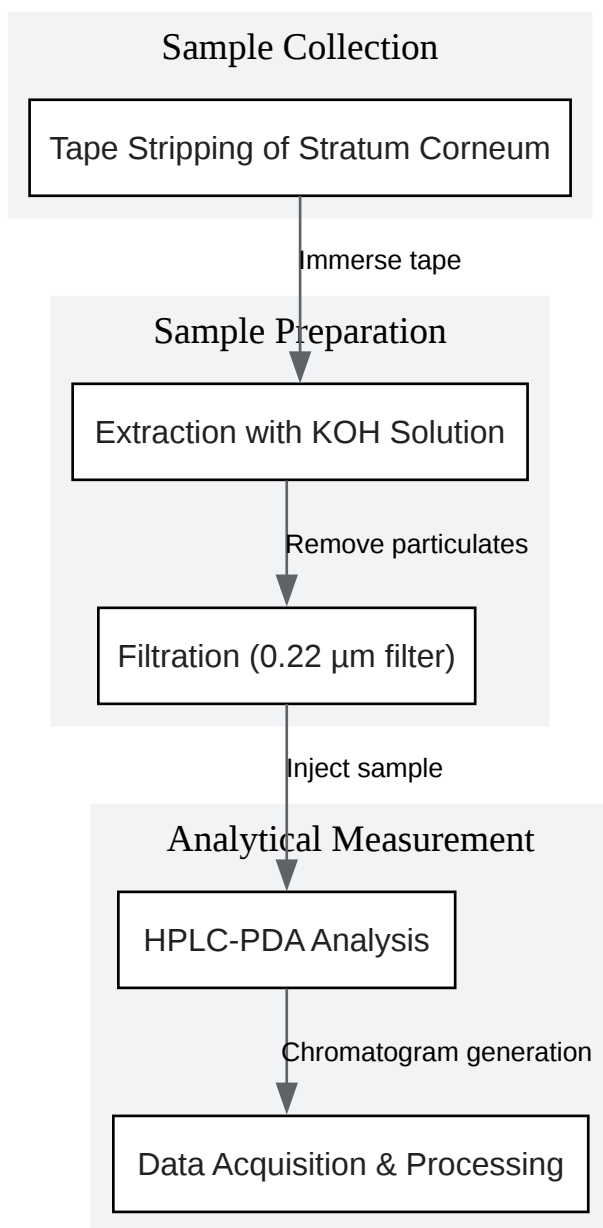 Sample Collection
Tape Stripping of Stratum Corneum
Immerse tape
Sample Preparation
Extraction with KOH Solution
Remove particulates
Filtration (0.22 µm filter)
Inject sample
Analytical Measurement
HPLC-PDA Analysis
Chromatogram generation
Data Acquisition & Processing